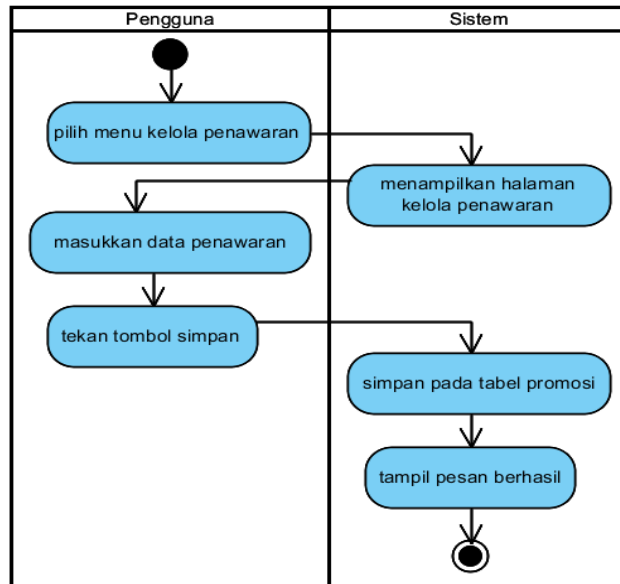 Pengguna
Sistem
pilih menu kelola penawaran
menampilkan halaman
kelola penawaran
masukkan data penawaran
tekan tombol simpan
simpan pada tabel promosi
tampil pesan berhasil